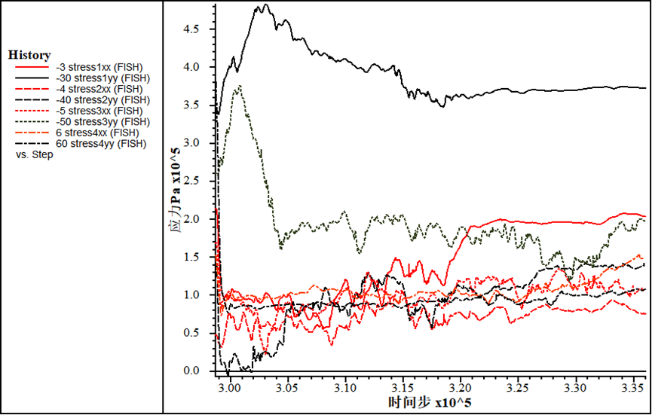 History
-3 stress1xx (FISH)
-30 stress1yy (FISH)
-4 stress2xx (FISH)
-40 stress2yy (FISH)
-5 stress3xx (FISH)
-50 stress3yy (FISH)
6 stress4xx (FISH)
60 stress4yy (FISH)
vs. Step
应力Pa x10^5
4.5
4.0
3.5
3.0
2.5
2.0
1.5
1.0
0.5
0.0
3.00 3.05 3.10 3.15 3.20 3.25 3.30 3.35
时间步 x10^5